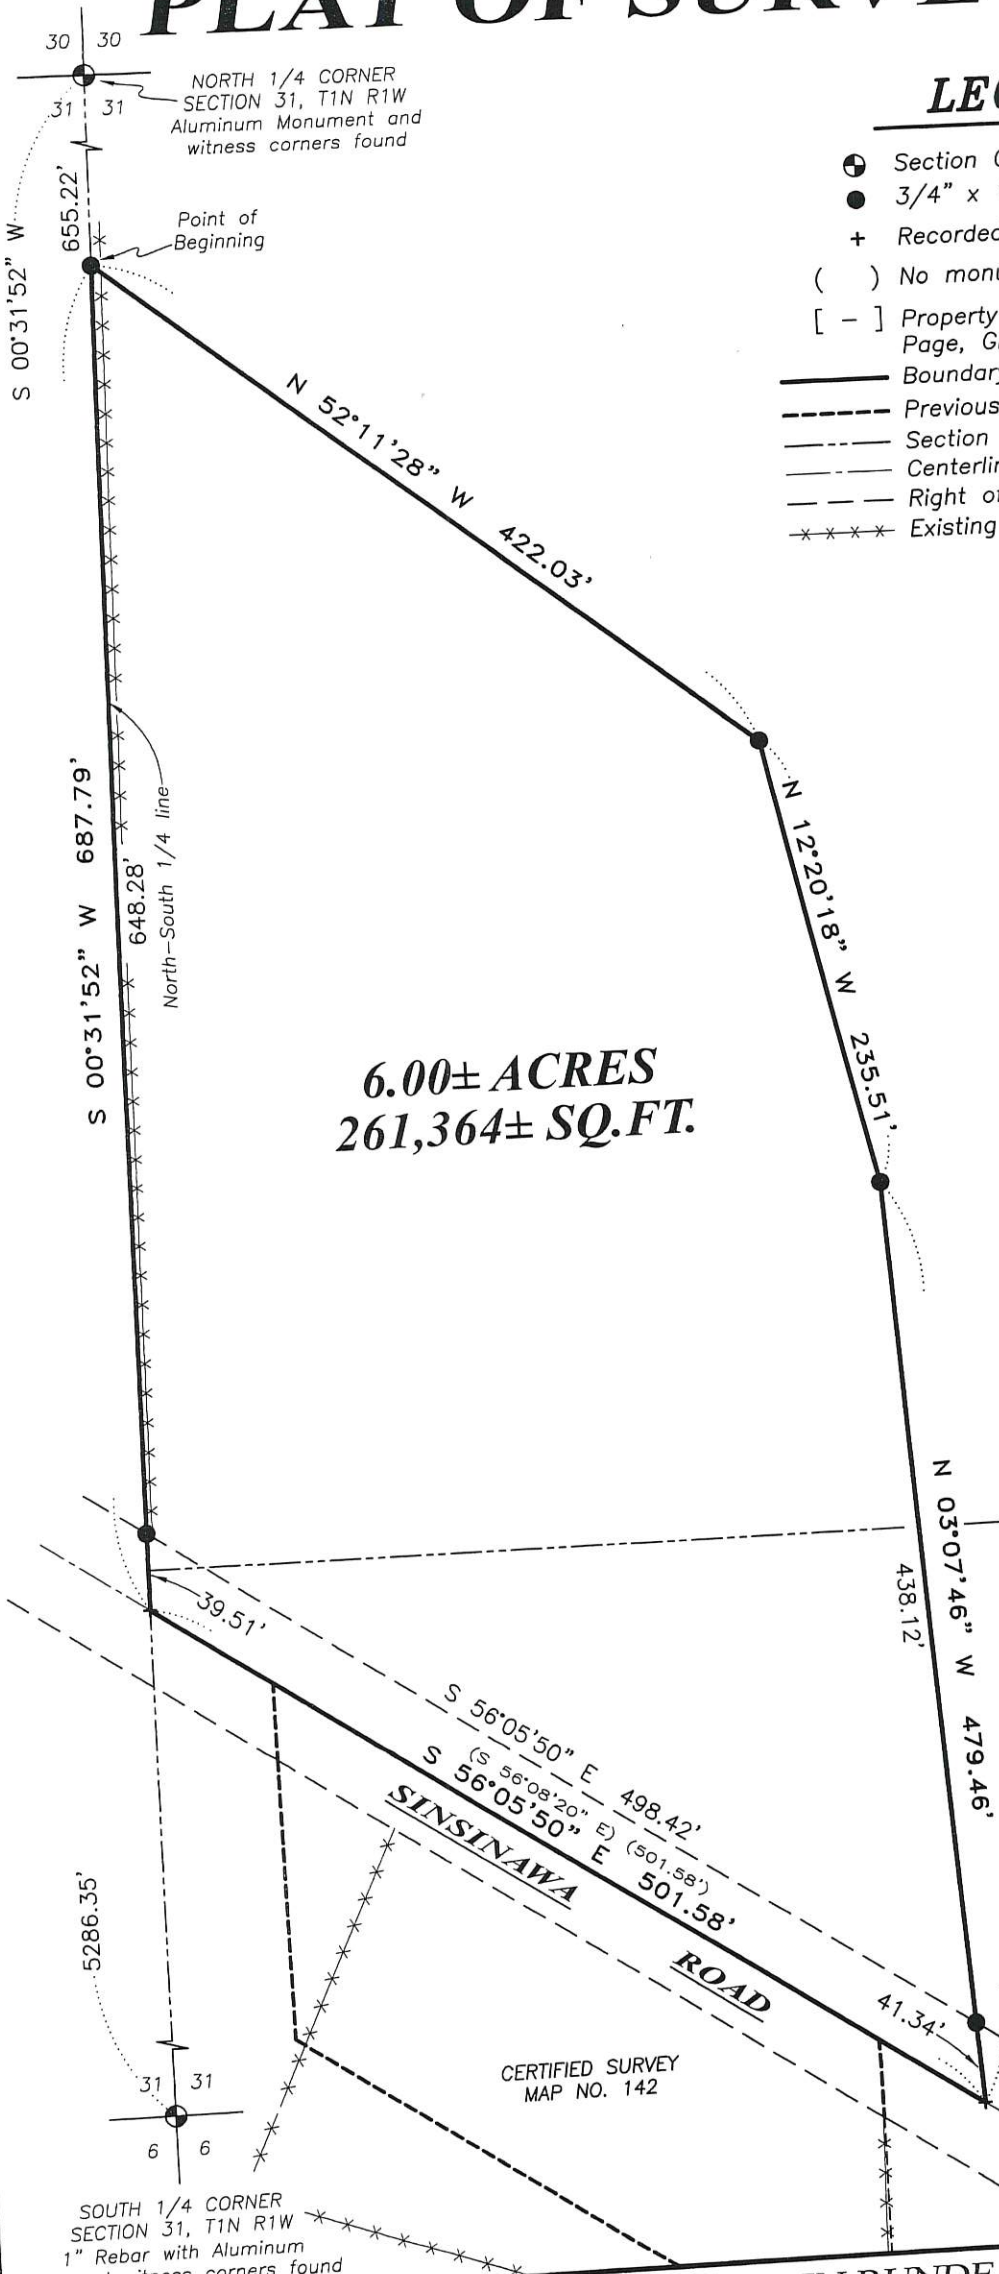 PLAT OF SURVE
30 30
NORTH 1/4 CORNER
SECTION 31, T1N R1W
Aluminum Monument and
witness corners found
31 31
655.22'
S 00°31'52" W
Point of
Beginning
Section
3/4" x
Recorded
( ) No
[ - ] Property
Page,
Boundary
Previous
Section
Centerlin
Right of
Existing
N 52°11'28" W 422.03'
N 12°20'18" W 235.51'
S 00°31'52" W 687.79'
648.28'
North-South 1/4 line
6.00± ACRES
261,364± SQ.FT.
N 03°07'46" W 479.46'
438.12'
39.51'
S 56°05'50" E 498.42'
(S 56°08'20" E) (501.58')
S 56°05'50" E 501.58'
SINSINAWA ROAD
41.34'
5286.35'
CERTIFIED SURVEY
MAP NO. 142
31 31
6 6
SOUTH 1/4 CORNER
SECTION 31, T1N R1W
1" Rebar with Aluminum
corners found